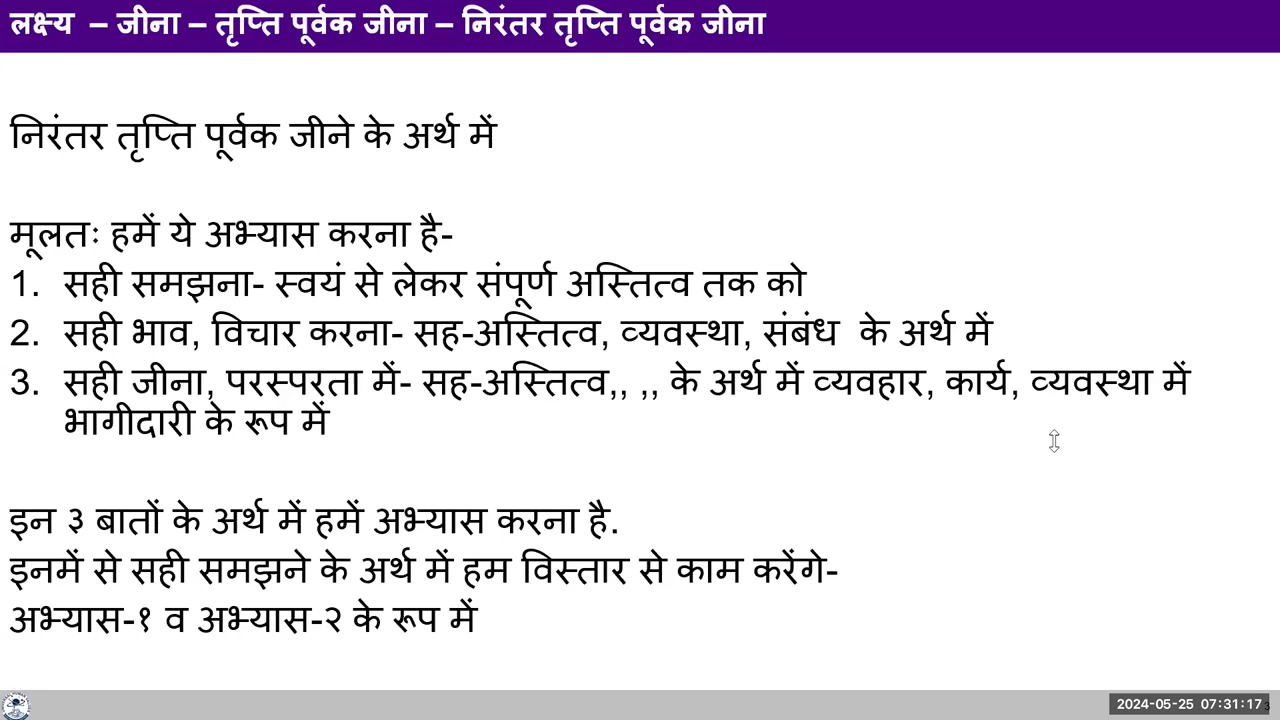 लक्ष्य – जीना – तृप्ति पूर्वक जीना – निरंतर तृप्ति पूर्वक जीना
निरंतर तृप्ति पूर्वक जीने के अर्थ में
मूलतः हमें ये अभ्यास करना है-
1. सही समझना- स्वयं से लेकर संपूर्ण अस्तित्व तक को
2. सही भाव, विचार करना- सह-अस्तित्व, व्यवस्था, संबंध के अर्थ में
3. सही जीना, परस्परता में- सह-अस्तित्व,, ,, के अर्थ में व्यवहार, कार्य, व्यवस्था में
भागीदारी के रूप में
इन ३ बातों के अर्थ में हमें अभ्यास करना है.
इनमें से सही समझने के अर्थ में हम विस्तार से काम करेंगे-
अभ्यास-१ व अभ्यास-२ के रूप में
2024-05-25 07:31:17
3